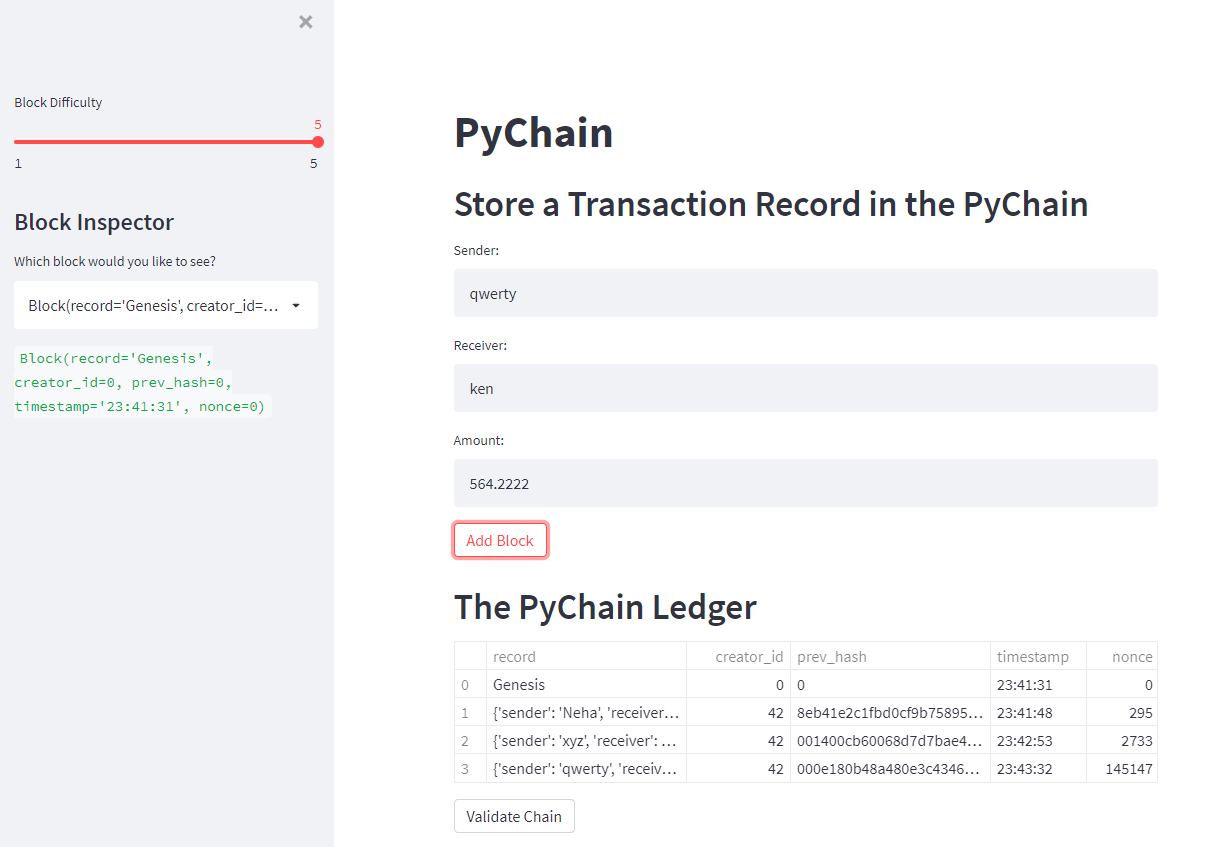 ×
Block Difficulty
5
1 5
Block Inspector
Which block would you like to see?
Block(record='Genesis', creator_id=...
Block(record='Genesis',
creator_id=0, prev_hash=0,
timestamp='23:41:31', nonce=0)
PyChain
Store a Transaction Record in the PyChain
Sender:
qwerty
Receiver:
ken
Amount:
564.2222
Add Block
The PyChain Ledger
record creator_id prev_hash timestamp nonce
0 Genesis 0 0 23:41:31 0
1 {'sender': 'Neha', 'receiver... 42 8eb41e2c1fbd0cf9b75895... 23:41:48 295
2 {'sender': 'xyz', 'receiver': ... 42 001400cb60068d7d7bae4... 23:42:53 2733
3 {'sender': 'qwerty', 'receiv... 42 000e180b48a480e3c4346... 23:43:32 145147
Validate Chain